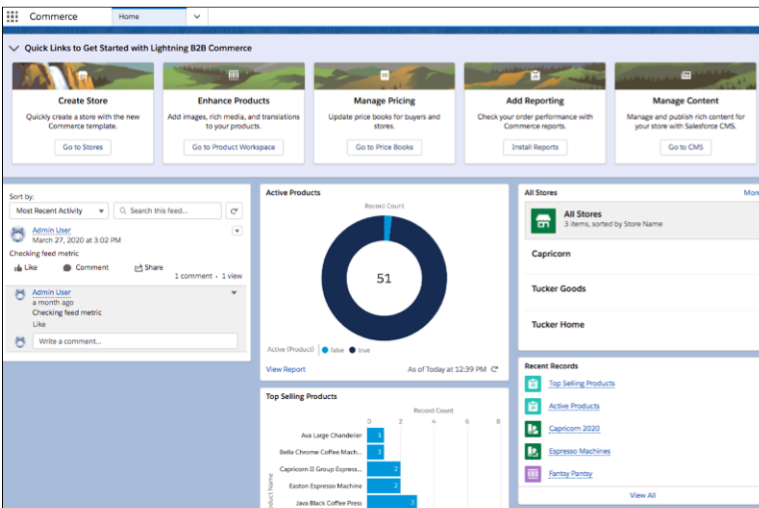 Commerce
Home
Quick Links to Get Started with Lightning B2B Commerce
Create Store
Quickly create a store with the new
Commerce template.
Go to Stores
Enhance Products
Add images, rich media, and translations
to your products.
Go to Product Workspace
Manage Pricing
Update price books for buyers and
stores.
Go to Price Books
Add Reporting
Check your order performance with
Commerce reports.
Install Reports
Manage Content
Manage and publish rich content for
your store with Salesforce CMS.
Go to CMS
Sort by:
Most Recent Activity
Search this feed...
Admin User
March 27, 2020 at 3:02 PM
Checking feed metric
Like Comment Share
1 comment · 1 view
Admin User
a month ago
Checking feed metric
Like
Write a comment...
Active Products
Record Count
51
Active (Product) false true
View Report
As of Today at 12:39 PM
Top Selling Products
Record Count
0 2 4 6 8
Product Name
Ava Large Chandelier 1
Bella Chrome Coffee Mach... 1
Capricorn II Group Espress... 2
Easton Espresso Machine 2
Java Black Coffee Press 3
All Stores
More
All Stores
3 items, sorted by Store Name
Capricorn
Tucker Goods
Tucker Home
Recent Records
Top Selling Products
Active Products
Capricorn 2020
Espresso Machines
Fantsy Pantsy
View All